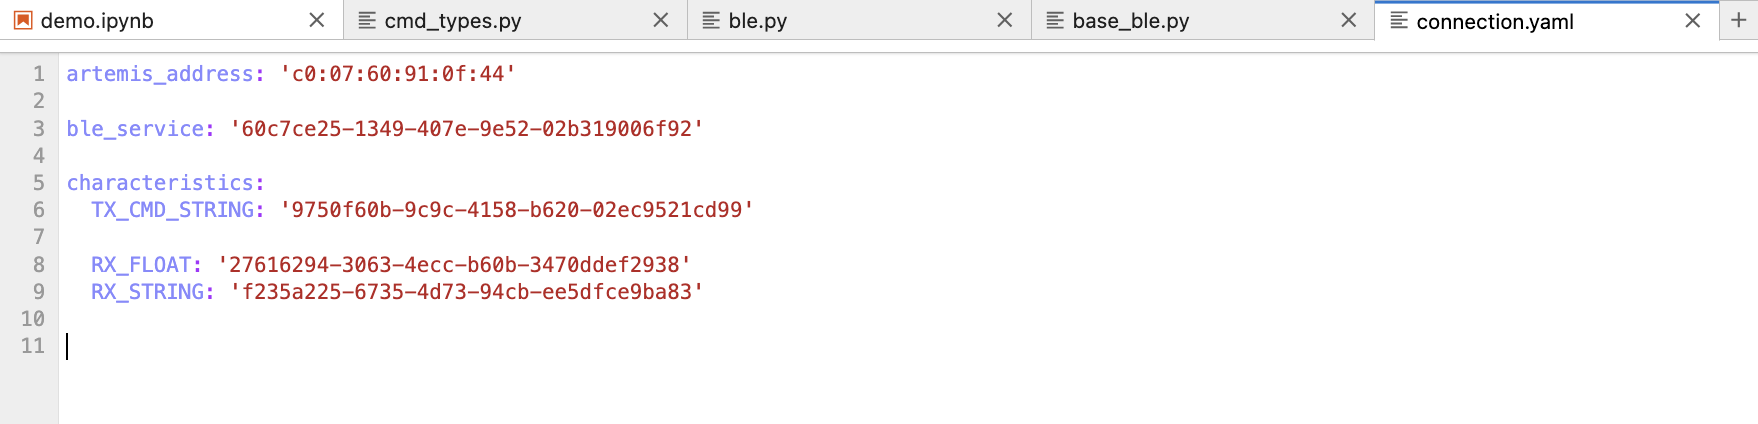 demo.ipynb cmd_types.py ble.py base_ble.py connection.yaml
1 artemis_address: 'c0:07:60:91:0f:44'
2
3 ble_service: '60c7ce25-1349-407e-9e52-02b319006f92'
4
5 characteristics:
6   TX_CMD_STRING: '9750f60b-9c9c-4158-b620-02ec9521cd99'
7
8   RX_FLOAT: '27616294-3063-4ecc-b60b-3470ddef2938'
9   RX_STRING: 'f235a225-6735-4d73-94cb-ee5dfce9ba83'
10
11